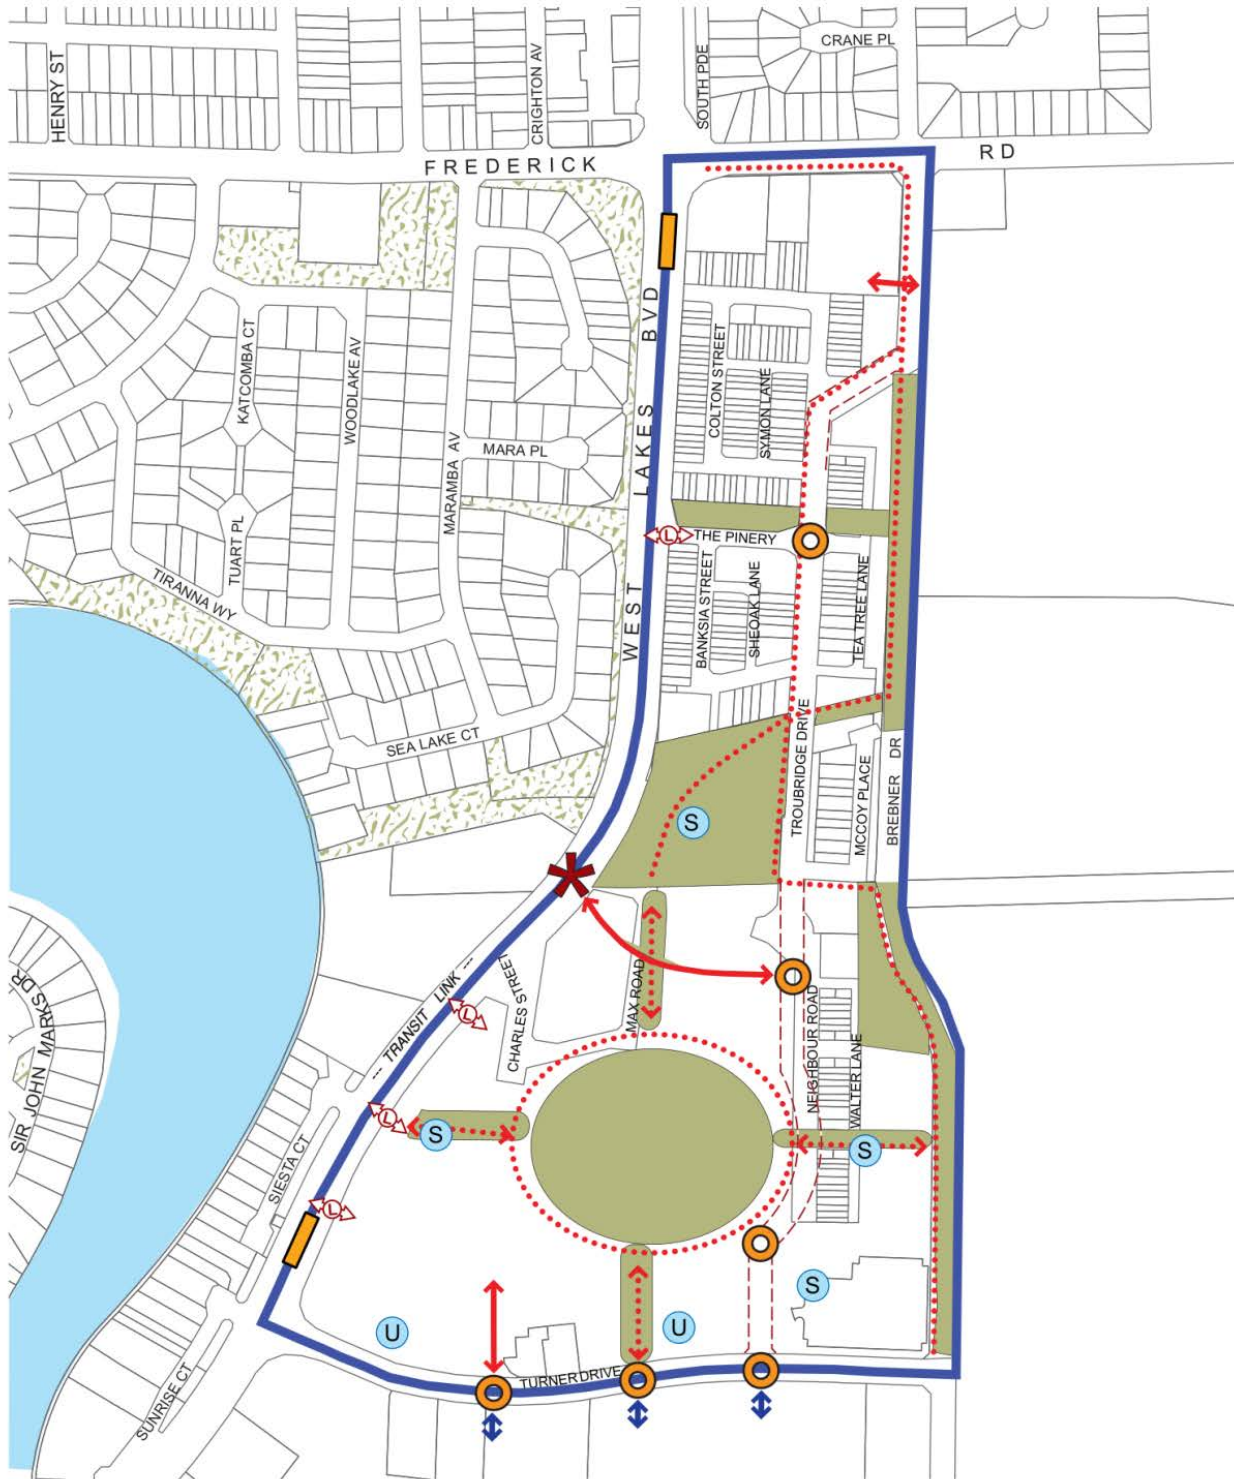 CRANE PL
HENRY ST
CRIGHTON AV
SOUTH PDE
FREDERICK
RD
WEST LAKES BVD
KATCOMBA CT
WOODLAKE AV
COLTON STREET
SYMON LANE
MARAMBA AV
MARA PL
TUART PL
L
THE PINERY
TIRANNA WY
BANKSIA STREET
SHEOAK LANE
TEA TREE LANE
SEA LAKE CT
TROUBRIDGE DRIVE
MCCOY PLACE
BREBNER DR
S
SIR JOHN MARKS DR
--- TRANSIT LINK ---
CHARLES STREET
MAX ROAD
NEIGHBOUR ROAD
WALTER LANE
L
L
S
S
SIESTA CT
L
S
U
U
SUNRISE CT
TURNER DRIVE